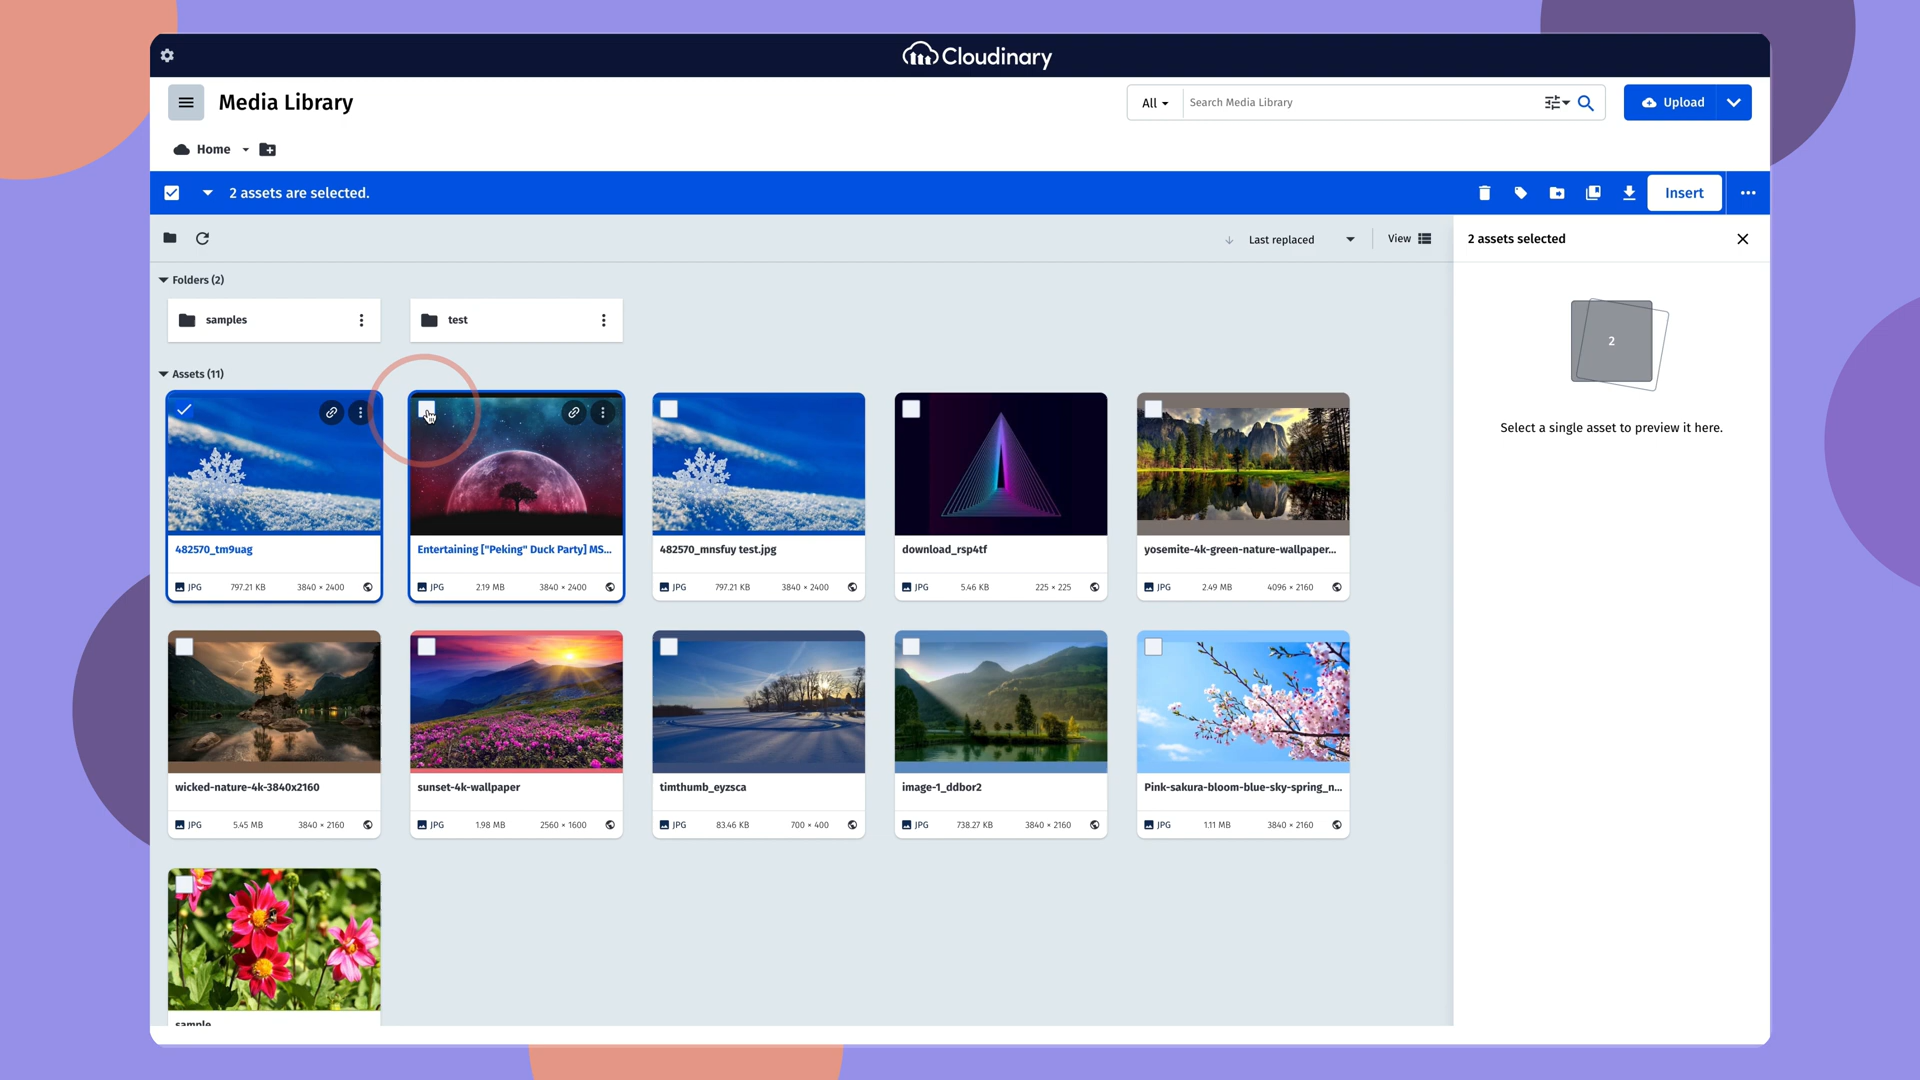 Cloudinary
Media Library
All
Search Media Library
Upload
Home
2 assets are selected.
Insert
Last replaced
View
2 assets selected
Folders (2)
samples
test
2
Select a single asset to preview it here.
Assets (11)
482570_tm9uag
Entertaining ["Peking" Duck Party] MS...
482570_mnsfuy test.jpg
download_rsp4tf
yosemite-4k-green-nature-wallpaper...
JPG 797.21 KB 3840 × 2400
JPG 2.19 MB 3840 × 2400
JPG 797.21 KB 3840 × 2400
JPG 5.46 KB 225 × 225
JPG 2.49 MB 4096 × 2160
wicked-nature-4k-3840x2160
sunset-4k-wallpaper
timthumb_eyzsca
image-1_ddbor2
Pink-sakura-bloom-blue-sky-spring_n...
JPG 5.45 MB 3840 × 2160
JPG 1.98 MB 2560 × 1600
JPG 83.46 KB 700 × 400
JPG 738.27 KB 3840 × 2160
JPG 1.11 MB 3840 × 2160
sample